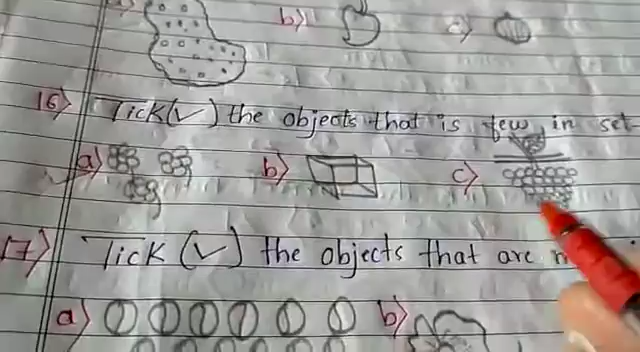 b) c)
16) Tick(✓) the objects that is few in set
a) b) c)
17) Tick (✓) the objects that are
a) b)